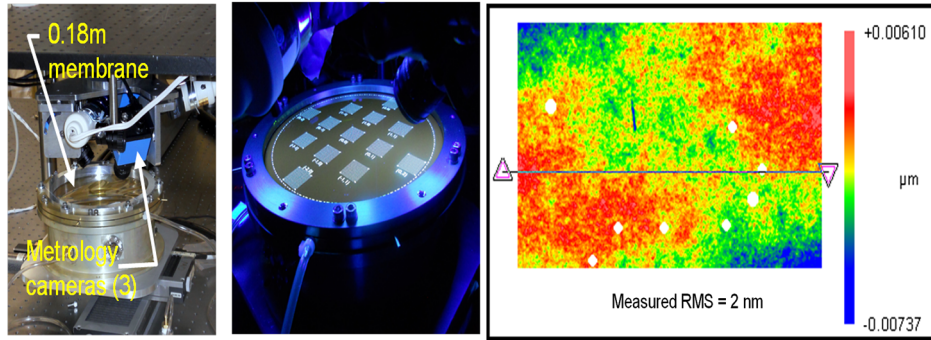 0.18m
membrane
Metrology
cameras (3)
+0.00610
µm
-0.00737
Measured RMS = 2 nm